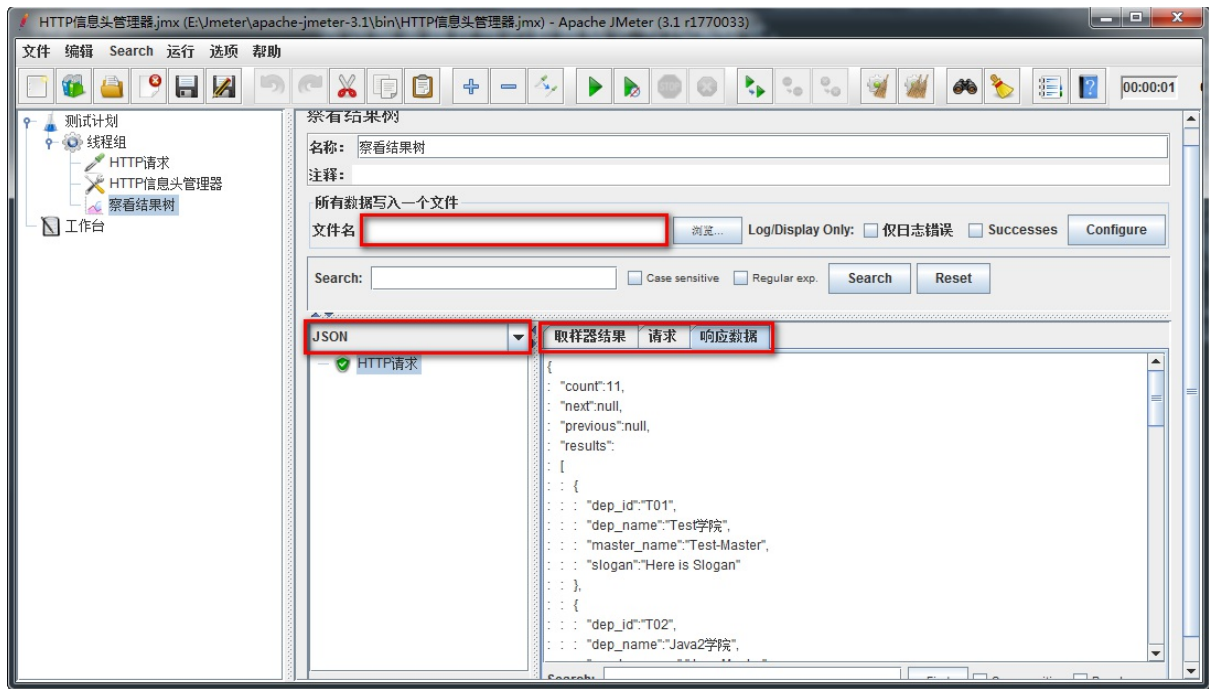 HTTP信息头管理器.jmx (E:\Jmeter\apache-jmeter-3.1\bin\HTTP信息头管理器.jmx) - Apache JMeter (3.1 r1770033)
文件 编辑 Search 运行 选项 帮助
00:00:01
测试计划
线程组
HTTP请求
HTTP信息头管理器
察看结果树
工作台
察看结果树
名称： 察看结果树
注释：
所有数据写入一个文件
文件名 浏览... Log/Display Only: 仅日志错误 Successes Configure
Search: Case sensitive Regular exp. Search Reset
JSON
HTTP请求
取样器结果 请求 响应数据
{
: "count":11,
: "next":null,
: "previous":null,
: "results":
: [
: : {
: : : "dep_id":"T01",
: : : "dep_name":"Test学院",
: : : "master_name":"Test-Master",
: : : "slogan":"Here is Slogan"
: : },
: : {
: : : "dep_id":"T02",
: : : "dep_name":"Java2学院",
Search: